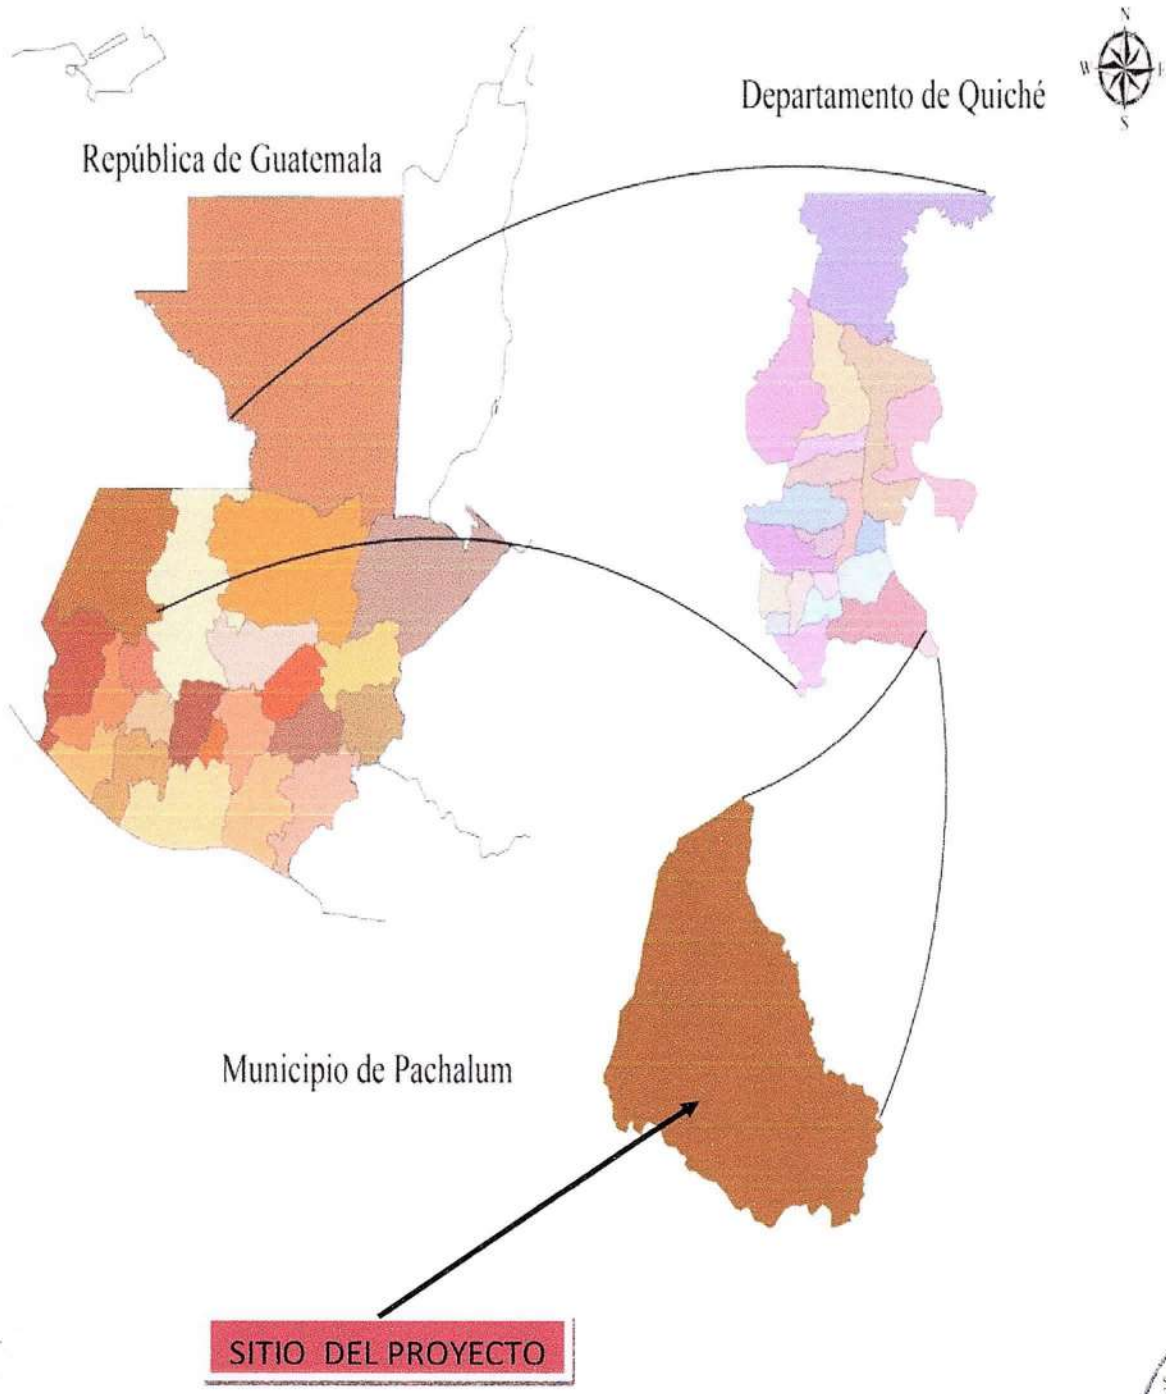 N
W E
S
Departamento de Quiché
República de Guatemala
Municipio de Pachalum
SITIO DEL PROYECTO